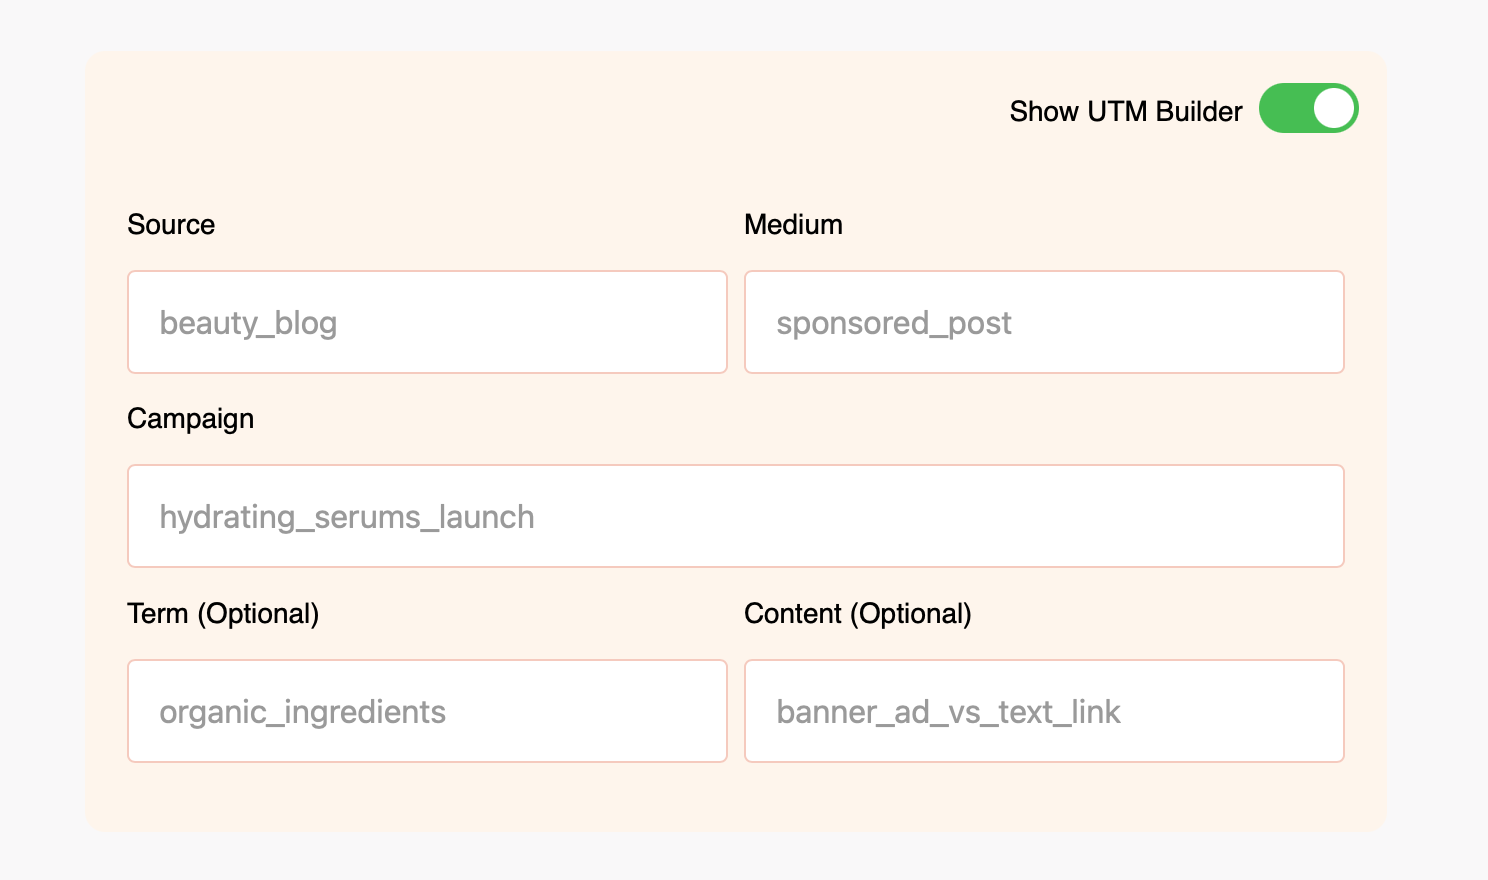 Show UTM Builder
Source
Medium
beauty_blog
sponsored_post
Campaign
hydrating_serums_launch
Term (Optional)
Content (Optional)
organic_ingredients
banner_ad_vs_text_link